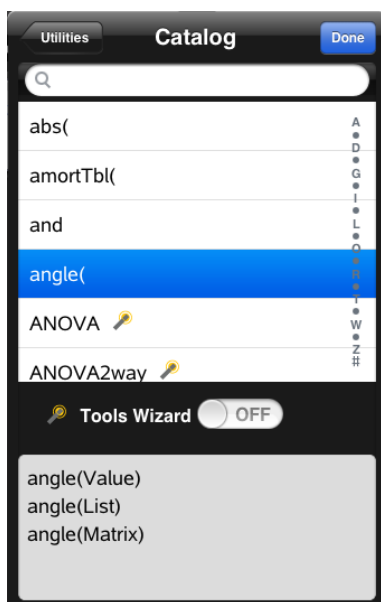 Utilities
Catalog
Done
abs(
amortTbl(
and
angle(
ANOVA
ANOVA2way
A
D
G
I
L
O
R
T
W
Z
#
Tools Wizard
OFF
angle(Value)
angle(List)
angle(Matrix)